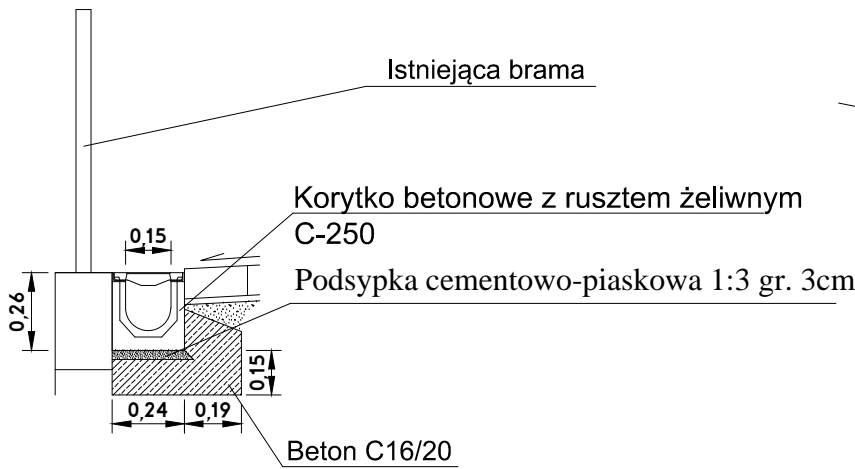 Istniejąca brama
Korytko betonowe z rusztem żeliwnym
C-250
0,15
Podsypka cementowo-piaskowa 1:3 gr. 3cm
0,26
0,15
0,24
0,19
Beton C16/20